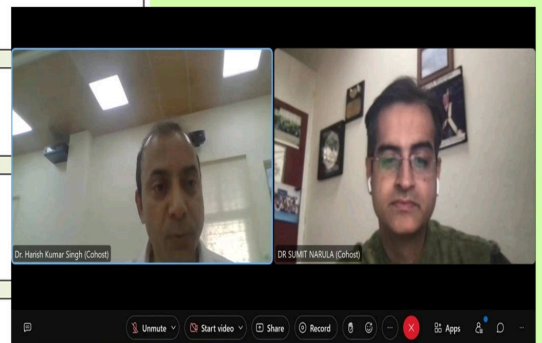 Dr. Harish Kumar Singh (Cohost)
DR SUMIT NARULA (Cohost)
Unmute
Start video
Share
Record
Apps